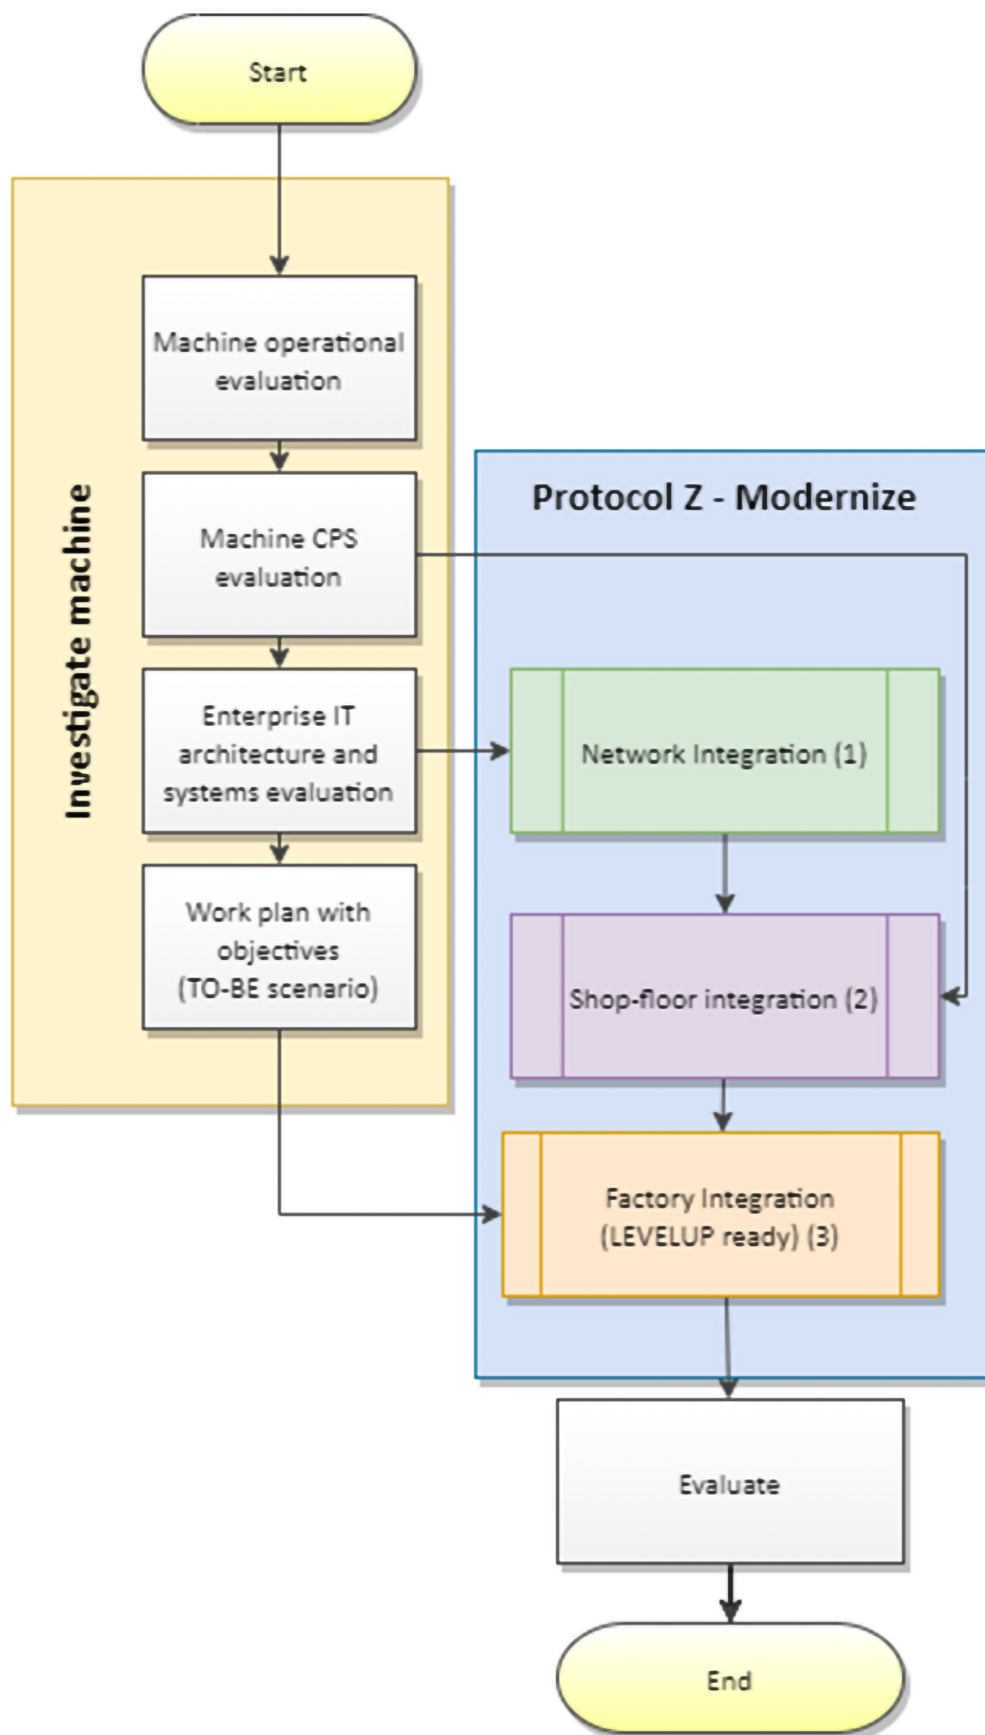 Start
Investigate machine
Machine operational
evaluation
Machine CPS
evaluation
Enterprise IT
architecture and
systems evaluation
Work plan with
objectives
(TO-BE scenario)
Protocol Z - Modernize
Network Integration (1)
Shop-floor integration (2)
Factory Integration
(LEVELUP ready) (3)
Evaluate
End